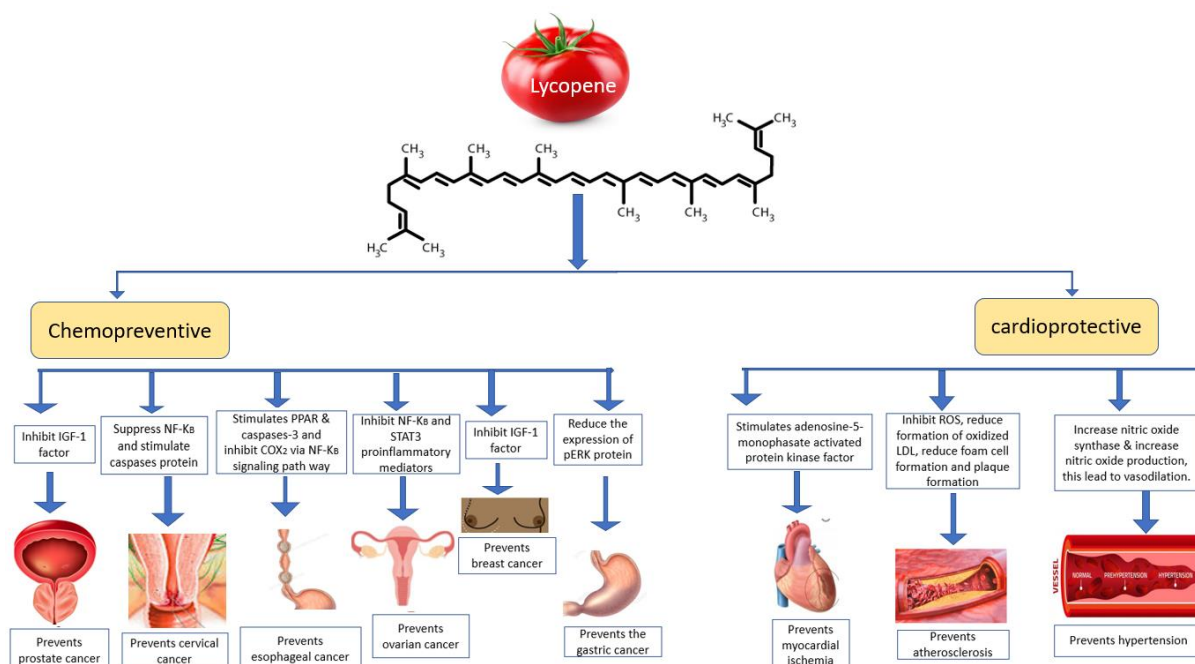 Lycopene
H₃C
CH₃
CH₃
CH₃
CH₃
H₃C
CH₃
CH₃
CH₃
CH₃
Chemopreventive
cardioprotective
Inhibit IGF-1
factor
Suppress NF-KB
and stimulate
caspases protein
Stimulates PPAR &
caspases-3 and
inhibit COX2 via NF-KB
signaling path way
Inhibit NF-KB and
STAT3
proinflammatory
mediators
Inhibit IGF-1
factor
Reduce the
expression of
pERK protein
Stimulates adenosine-5-
monophasate activated
protein kinase factor
Inhibit ROS, reduce
formation of oxidized
LDL, reduce foam cell
formation and plaque
formation
Increase nitric oxide
synthase & increase
nitric oxide production,
this lead to vasodilation.
VESSEL
NORMAL
PREHYPERTENSION
HYPERTENSION
Prevents
prostate cancer
Prevents cervical
cancer
Prevents
esophageal cancer
Prevents
ovarian cancer
Prevents
breast cancer
Prevents the
gastric cancer
Prevents
myocardial
ischemia
Prevents
atherosclerosis
Prevents hypertension